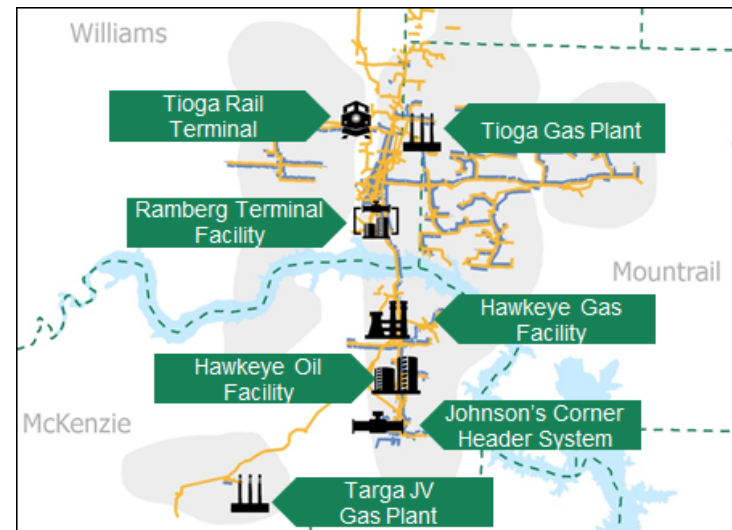 Williams
Tioga Rail
Terminal
Tioga Gas Plant
Ramberg Terminal
Facility
Mountrail
Hawkeye Gas
Facility
Hawkeye Oil
Facility
McKenzie
Johnson's Corner
Header System
Targa JV
Gas Plant